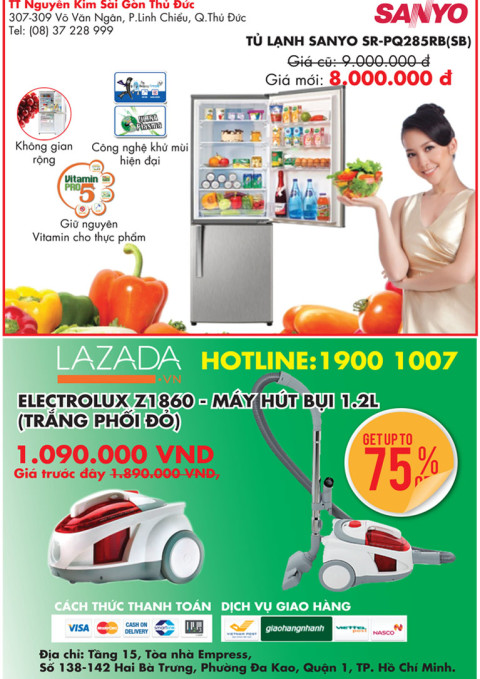 TT Nguyễn Kim Sài Gòn Thủ Đức
307-309 Võ Văn Ngân, P.Linh Chiểu, Q.Thủ Đức
Tel: (08) 37 228 999
SANYO
TỦ LẠNH SANYO SR-PQ285RB(SB)
Giá cũ: 9.000.000 đ
Giá mới: 8.000.000 đ
Không gian
rộng
Công nghệ khử mùi
hiện đại
Vitamin
PRO 5
Giữ nguyên
Vitamin cho thực phẩm
LAZADA
.VN
HOTLINE:1900 1007
ELECTROLUX Z1860 - MÁY HÚT BỤI 1.2L
(TRẮNG PHỐI ĐỎ)
1.090.000 VND
Giá trước đây 1.890.000 VND,
GET UP TO
75%
CÁCH THỨC THANH TOÁN
DỊCH VỤ GIAO HÀNG
VISA
CASH ON
DELIVERY
smartlink
VIETNAM POST
giaohangnhanh
VIETTEL
post
NASCO
Địa chỉ: Tầng 15, Tòa nhà Empress,
Số 138-142 Hai Bà Trưng, Phường Đa Kao, Quận 1, TP. Hồ Chí Minh.